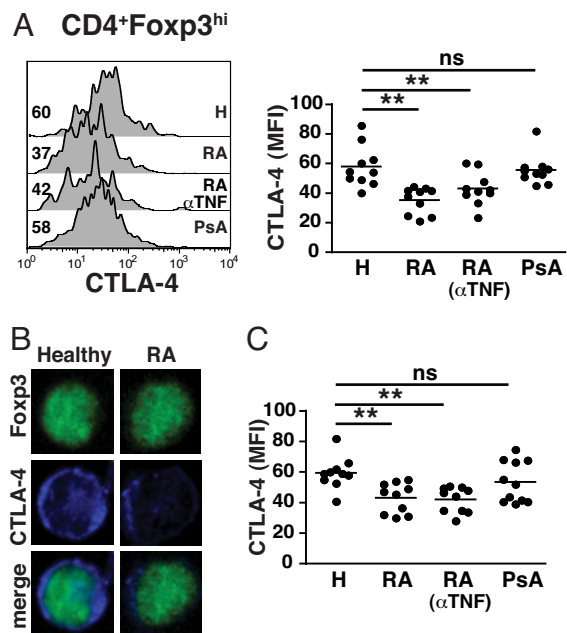 A CD4+Foxp3hi
60 H
37 RA
42 RA
αTNF
58 PsA
10⁰ 10¹ 10² 10³ 10⁴
CTLA-4
ns
**
**
100
80
60
40
20
0
CTLA-4 (MFI)
H RA RA PsA
(αTNF)
B
Healthy RA
Foxp3
CTLA-4
merge
C
ns
**
**
100
80
60
40
20
0
CTLA-4 (MFI)
H RA RA PsA
(αTNF)